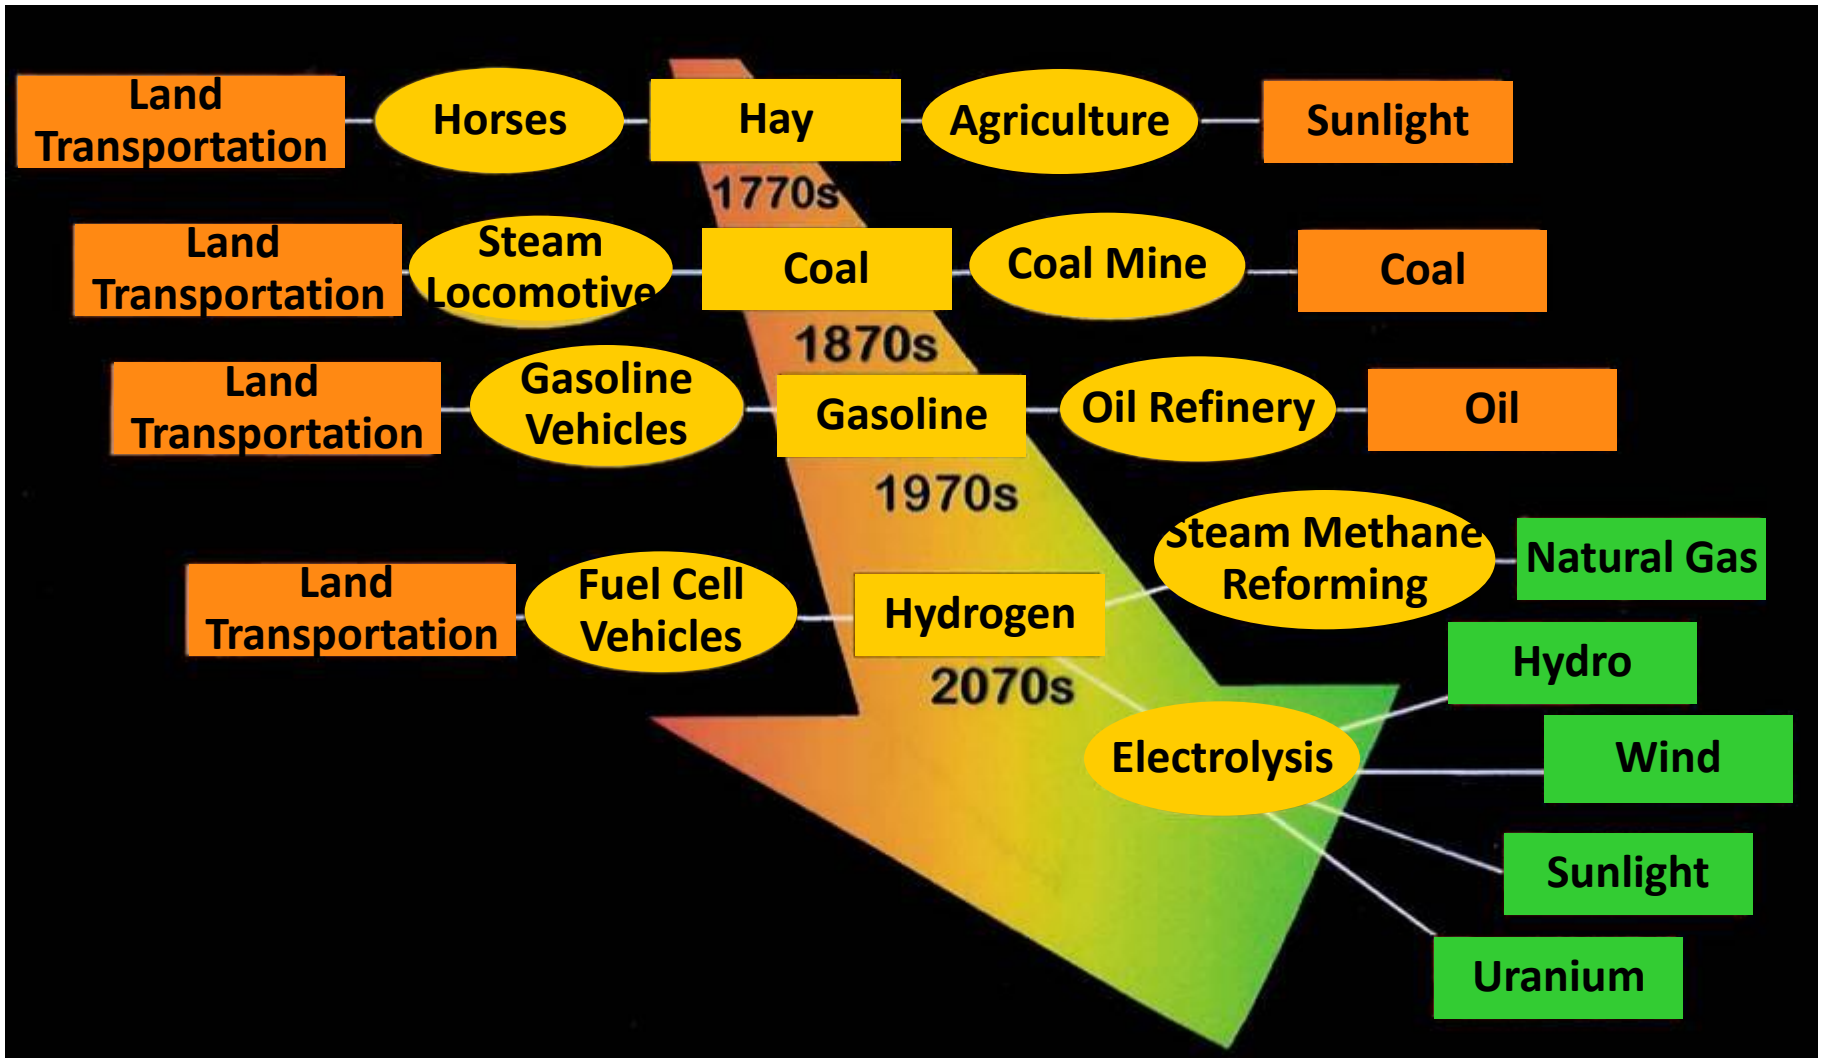 Land
Transportation
Horses
Hay
Agriculture
Sunlight
1770s
Land
Transportation
Steam
Locomotive
Coal
Coal Mine
Coal
1870s
Land
Transportation
Gasoline
Vehicles
Gasoline
Oil Refinery
Oil
1970s
Land
Transportation
Fuel Cell
Vehicles
Hydrogen
Steam Methane
Reforming
Natural Gas
2070s
Hydro
Electrolysis
Wind
Sunlight
Uranium